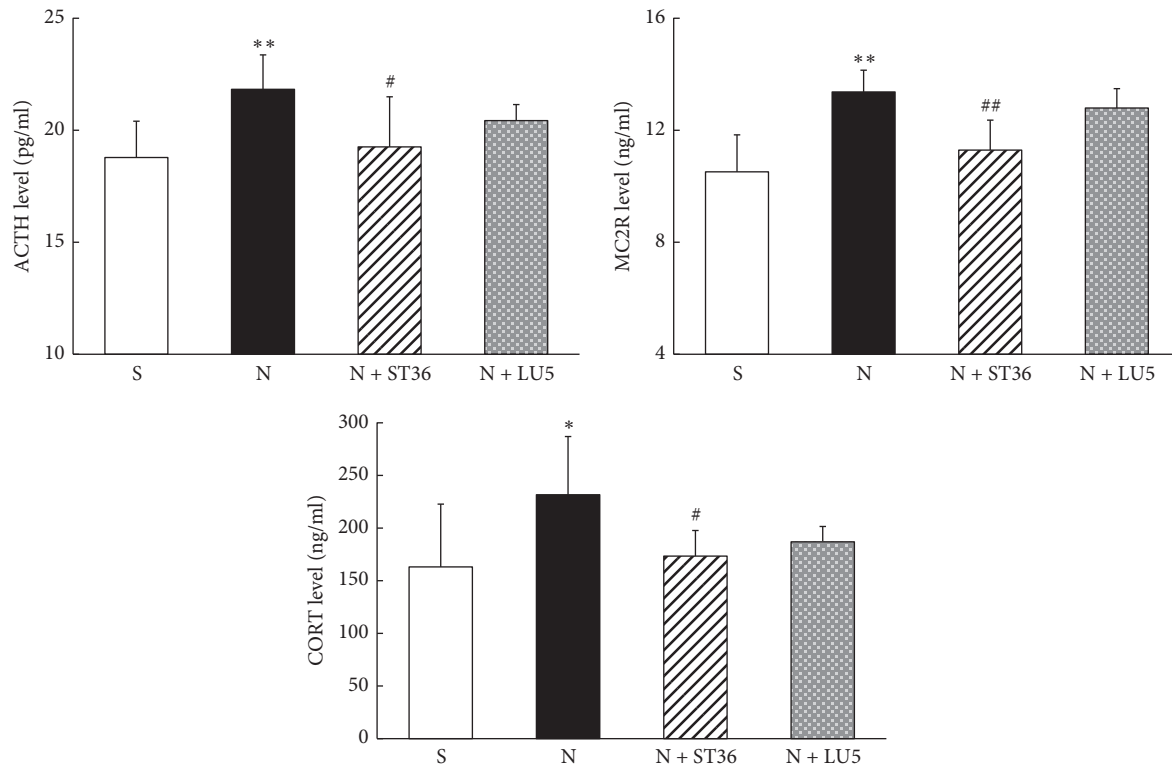 ACTH level (pg/ml)
25
20
15
10
**
#
S
N
N + ST36
N + LU5
MC2R level (ng/ml)
16
12
8
4
**
##
S
N
N + ST36
N + LU5
CORT level (ng/ml)
300
250
200
150
100
50
0
*
#
S
N
N + ST36
N + LU5